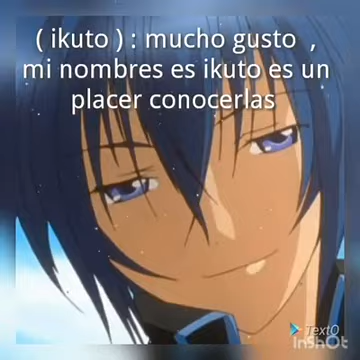 ( ikuto ) : mucho gusto ,
mi nombres es ikuto es un
placer conocerlas
TextO
InShOt